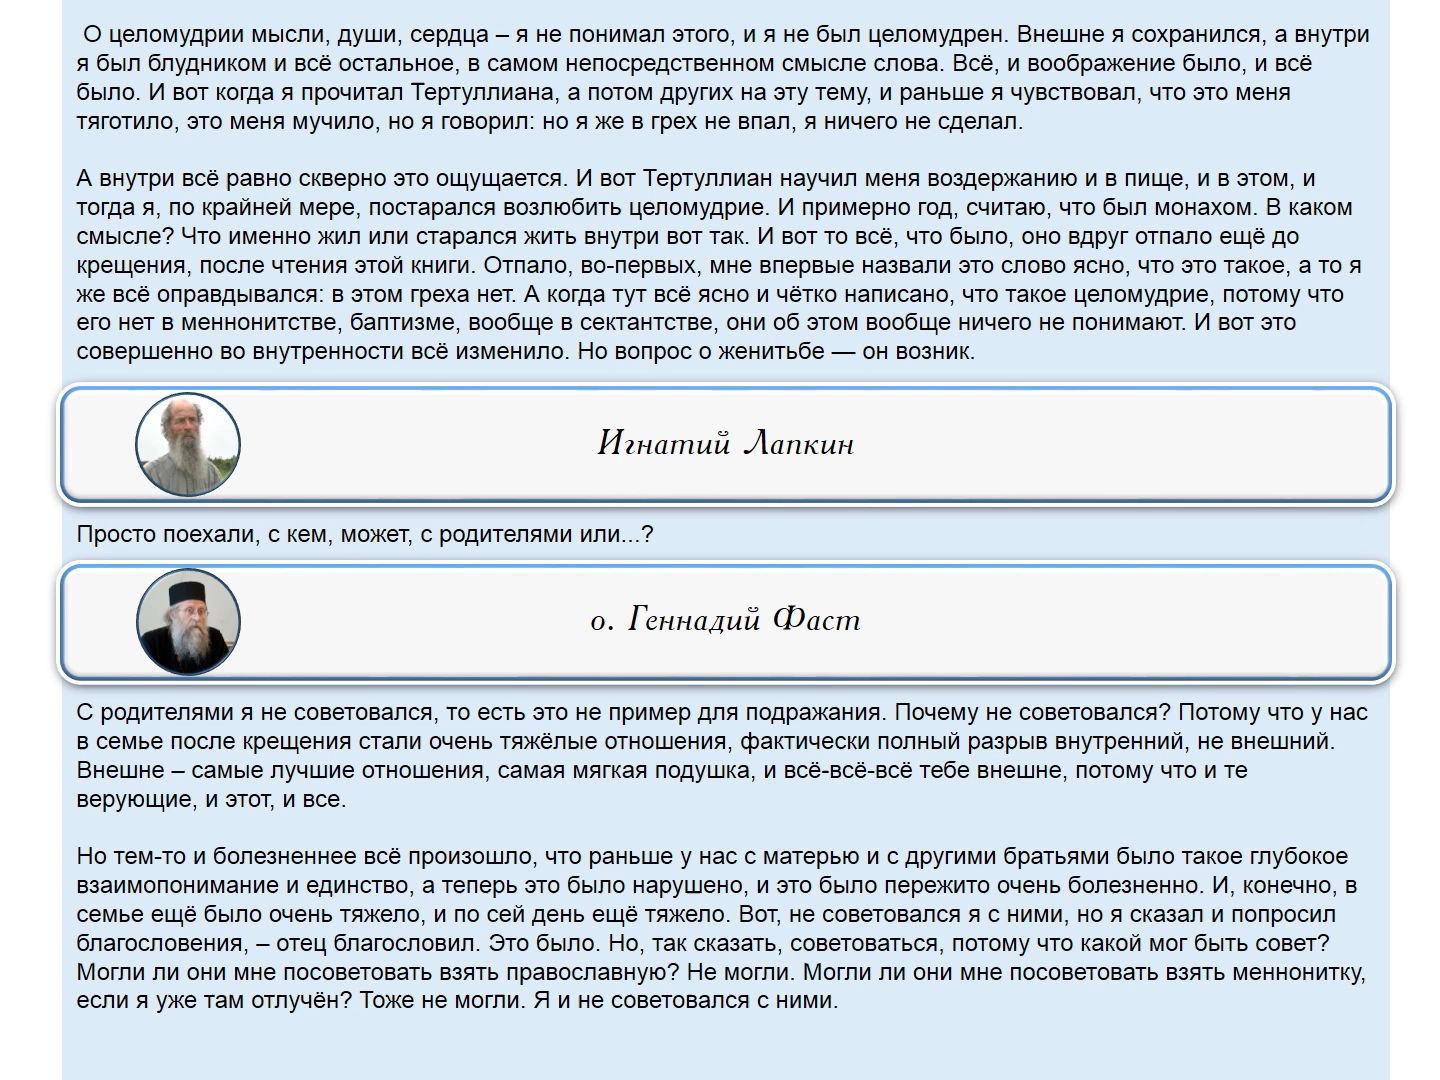 О целомудрии мысли, души, сердца – я не понимал этого, и я не был целомудрен. Внешне я сохранился, а внутри
я был блудником и всё остальное, в самом непосредственном смысле слова. Всё, и воображение было, и всё
было. И вот когда я прочитал Тертуллиана, а потом других на эту тему, и раньше я чувствовал, что это меня
тяготило, это меня мучило, но я говорил: но я же в грех не впал, я ничего не сделал.
А внутри всё равно скверно это ощущается. И вот Тертуллиан научил меня воздержанию и в пище, и в этом, и
тогда я, по крайней мере, постарался возлюбить целомудрие. И примерно год, считаю, что был монахом. В каком
смысле? Что именно жил или старался жить внутри вот так. И вот то всё, что было, оно вдруг отпало ещё до
крещения, после чтения этой книги. Отпало, во-первых, мне впервые назвали это слово ясно, что это такое, а то я
же всё оправдывался: в этом греха нет. А когда тут всё ясно и чётко написано, что такое целомудрие, потому что
его нет в меннонитстве, баптизме, вообще в сектантстве, они об этом вообще ничего не понимают. И вот это
совершенно во внутренности всё изменило. Но вопрос о женитьбе — он возник.
Игнатий Лапкин
Просто поехали, с кем, может, с родителями или...?
о. Геннадий Фаст
С родителями я не советовался, то есть это не пример для подражания. Почему не советовался? Потому что у нас
в семье после крещения стали очень тяжёлые отношения, фактически полный разрыв внутренний, не внешний.
Внешне – самые лучшие отношения, самая мягкая подушка, и всё-всё-всё тебе внешне, потому что и те
верующие, и этот, и все.
Но тем-то и болезненнее всё произошло, что раньше у нас с матерью и с другими братьями было такое глубокое
взаимопонимание и единство, а теперь это было нарушено, и это было пережито очень болезненно. И, конечно, в
семье ещё было очень тяжело, и по сей день ещё тяжело. Вот, не советовался я с ними, но я сказал и попросил
благословения, – отец благословил. Это было. Но, так сказать, советоваться, потому что какой мог быть совет?
Могли ли они мне посоветовать взять православную? Не могли. Могли ли они мне посоветовать взять меннонитку,
если я уже там отлучён? Тоже не могли. Я и не советовался с ними.